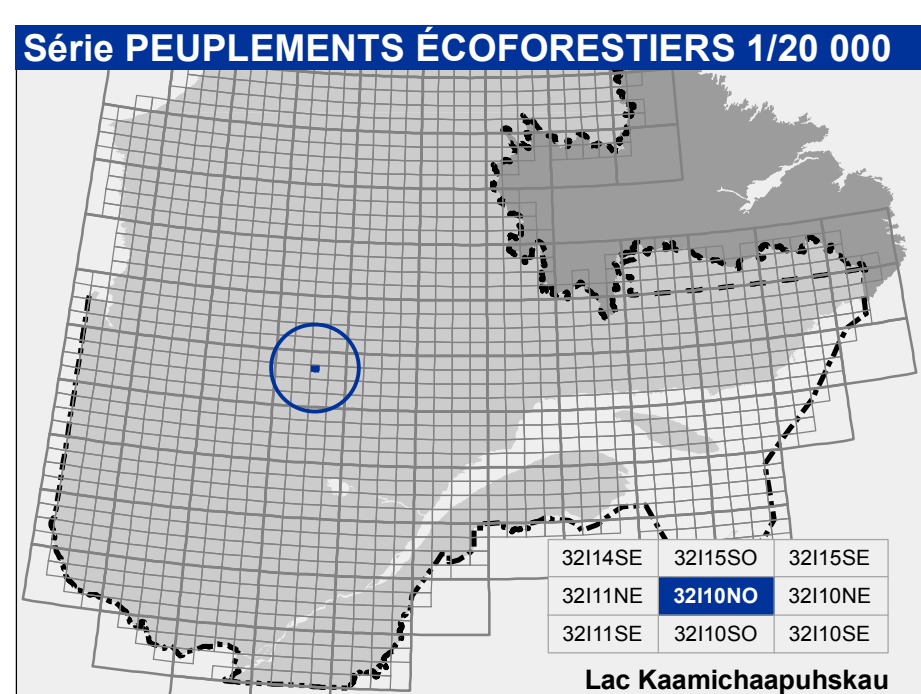 Série PEUPLEMENTS ÉCOFORESTIERS 1/20 000
32I14SE 32I15SO 32I15SE
32I11NE 32I10NO 32I10NE
32I11SE 32I10SO 32I10SE
Lac Kaamichaapuhskau